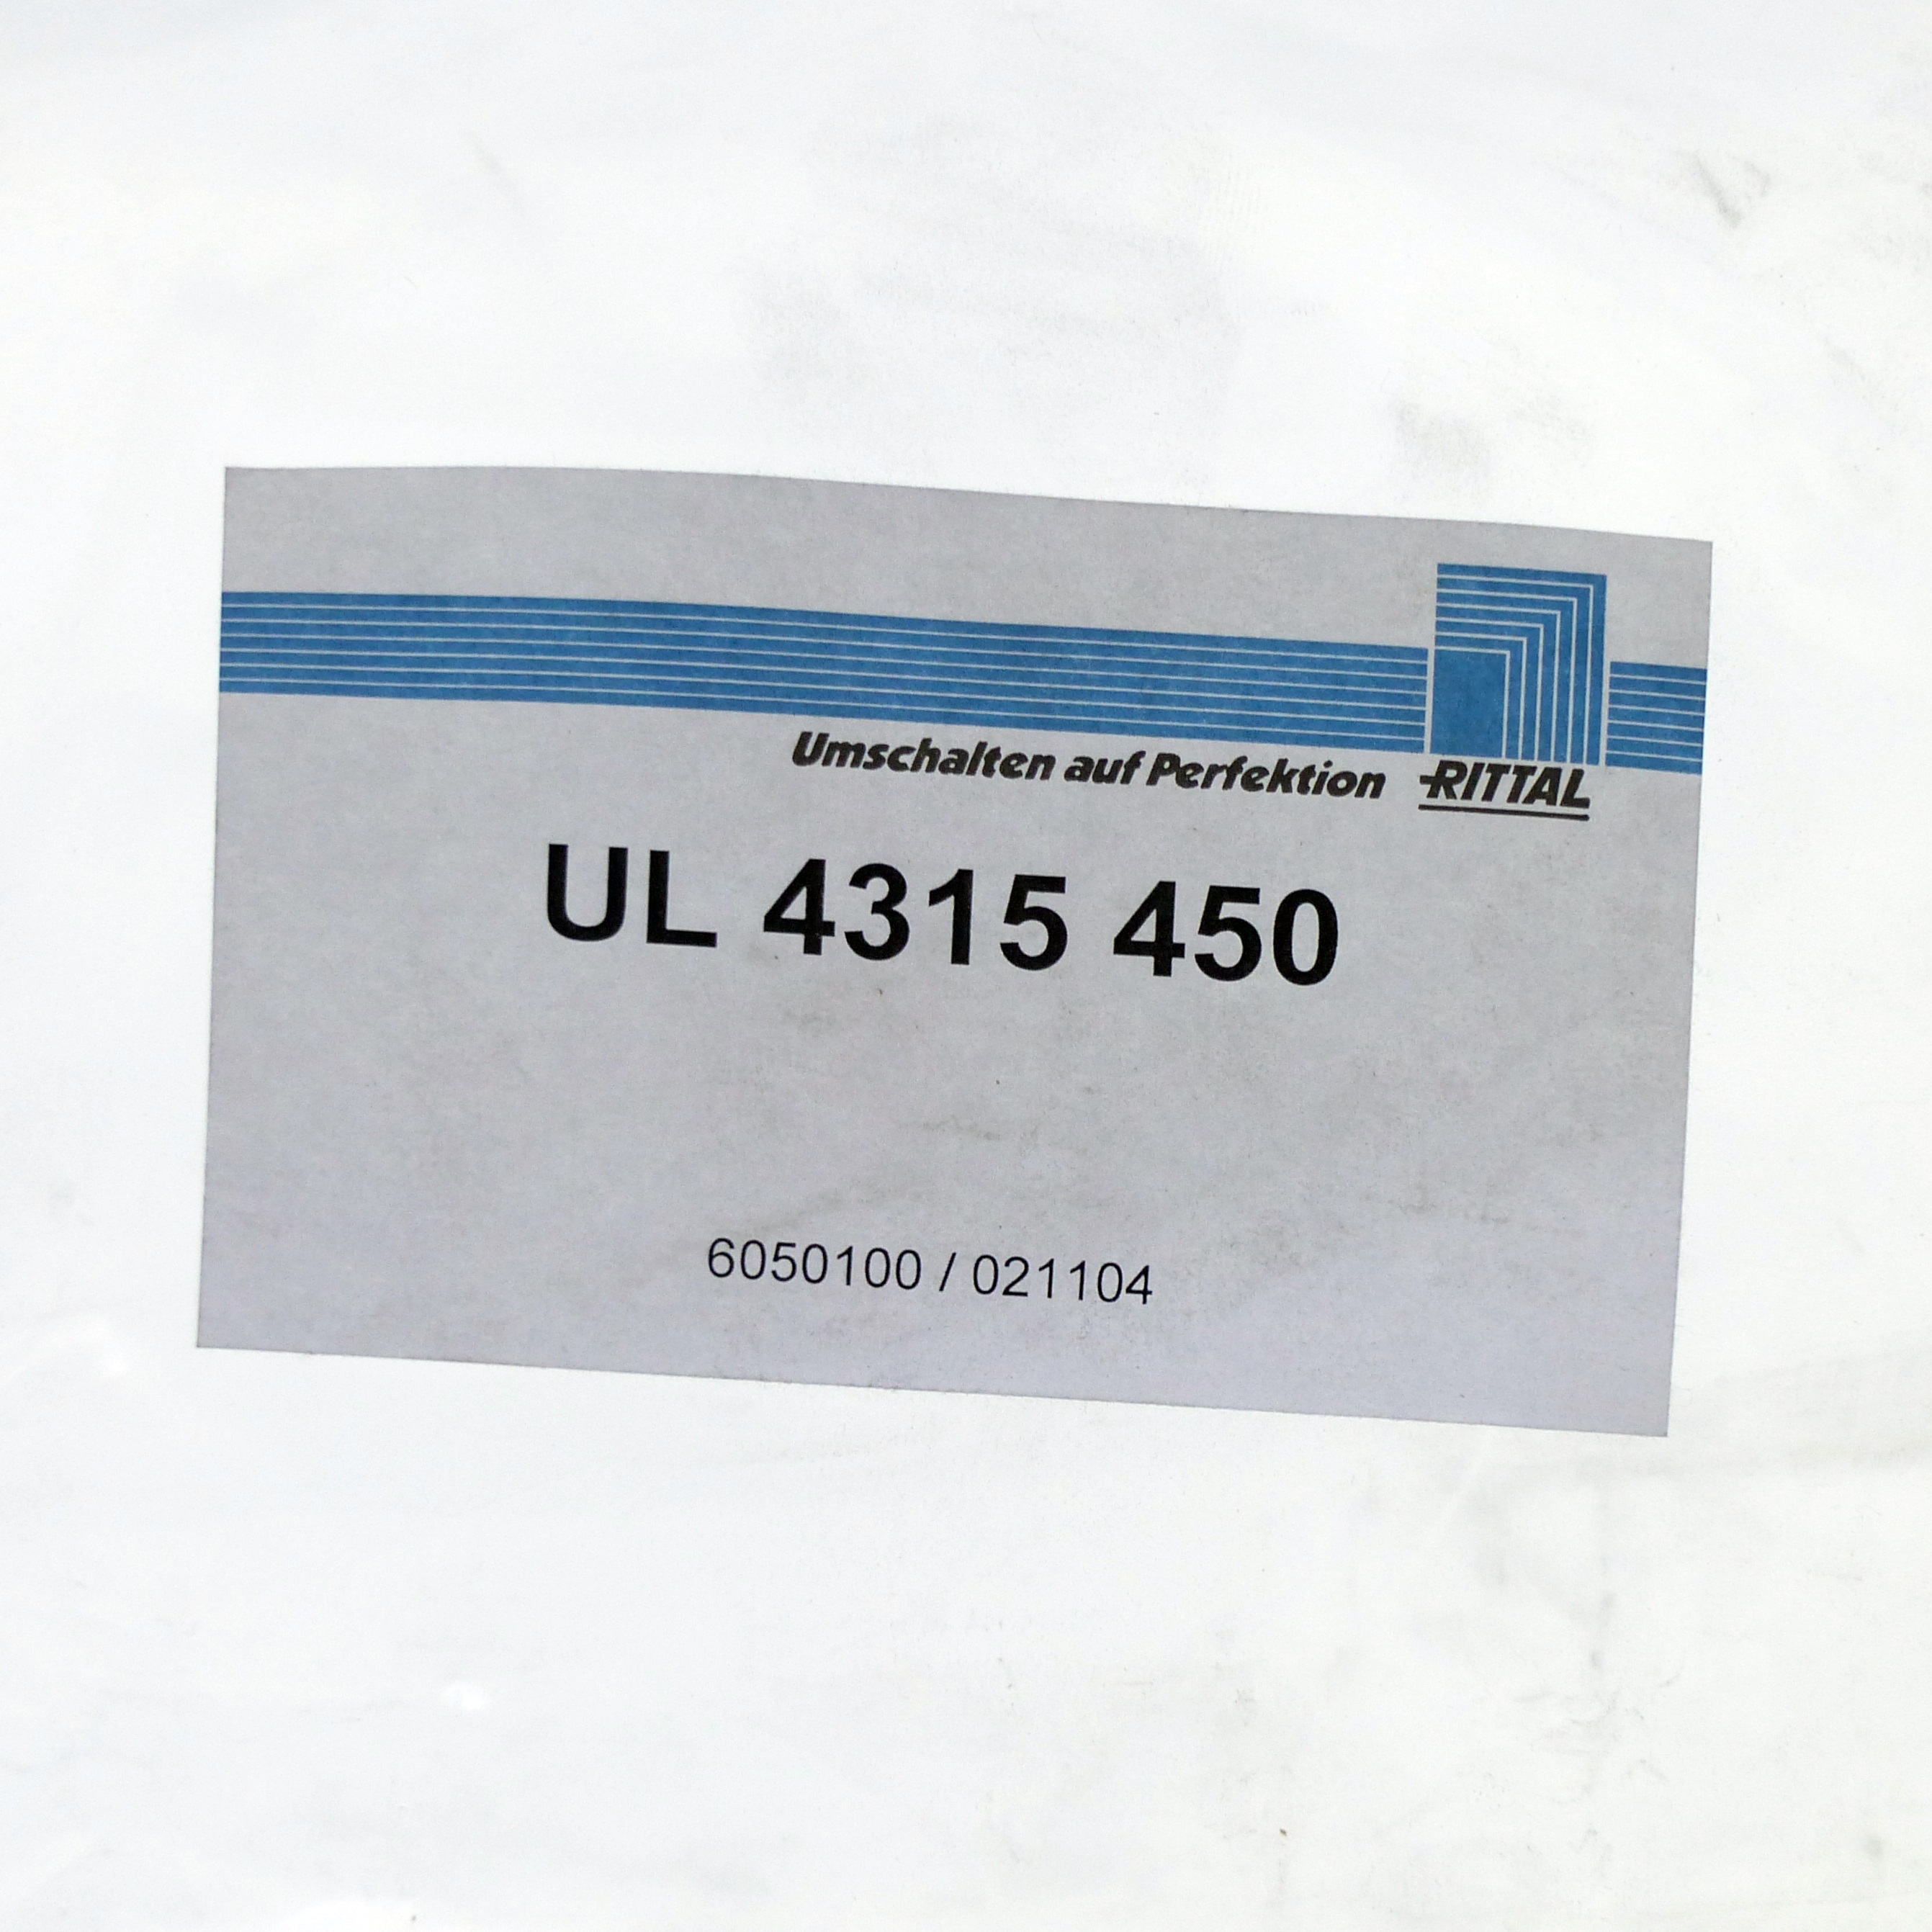 Umschalten auf Perfektion RITTAL
UL 4315 450
6050100 / 021104